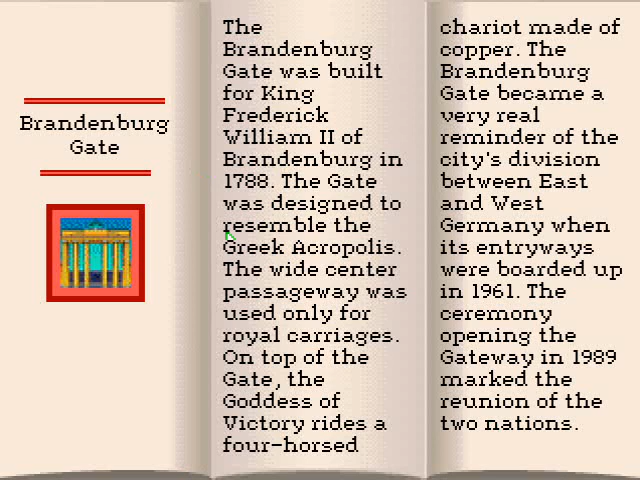 Brandenburg
Gate
The
Brandenburg
Gate was built
for King
Frederick
William II of
Brandenburg in
1788. The Gate
was designed to
resemble the
Greek Acropolis.
The wide center
passageway was
used only for
royal carriages.
On top of the
Gate, the
Goddess of
Victory rides a
four-horsed
chariot made of
copper. The
Brandenburg
Gate became a
very real
reminder of the
city's division
between East
and West
Germany when
its entryways
were boarded up
in 1961. The
ceremony
opening the
Gateway in 1989
marked the
reunion of the
two nations.